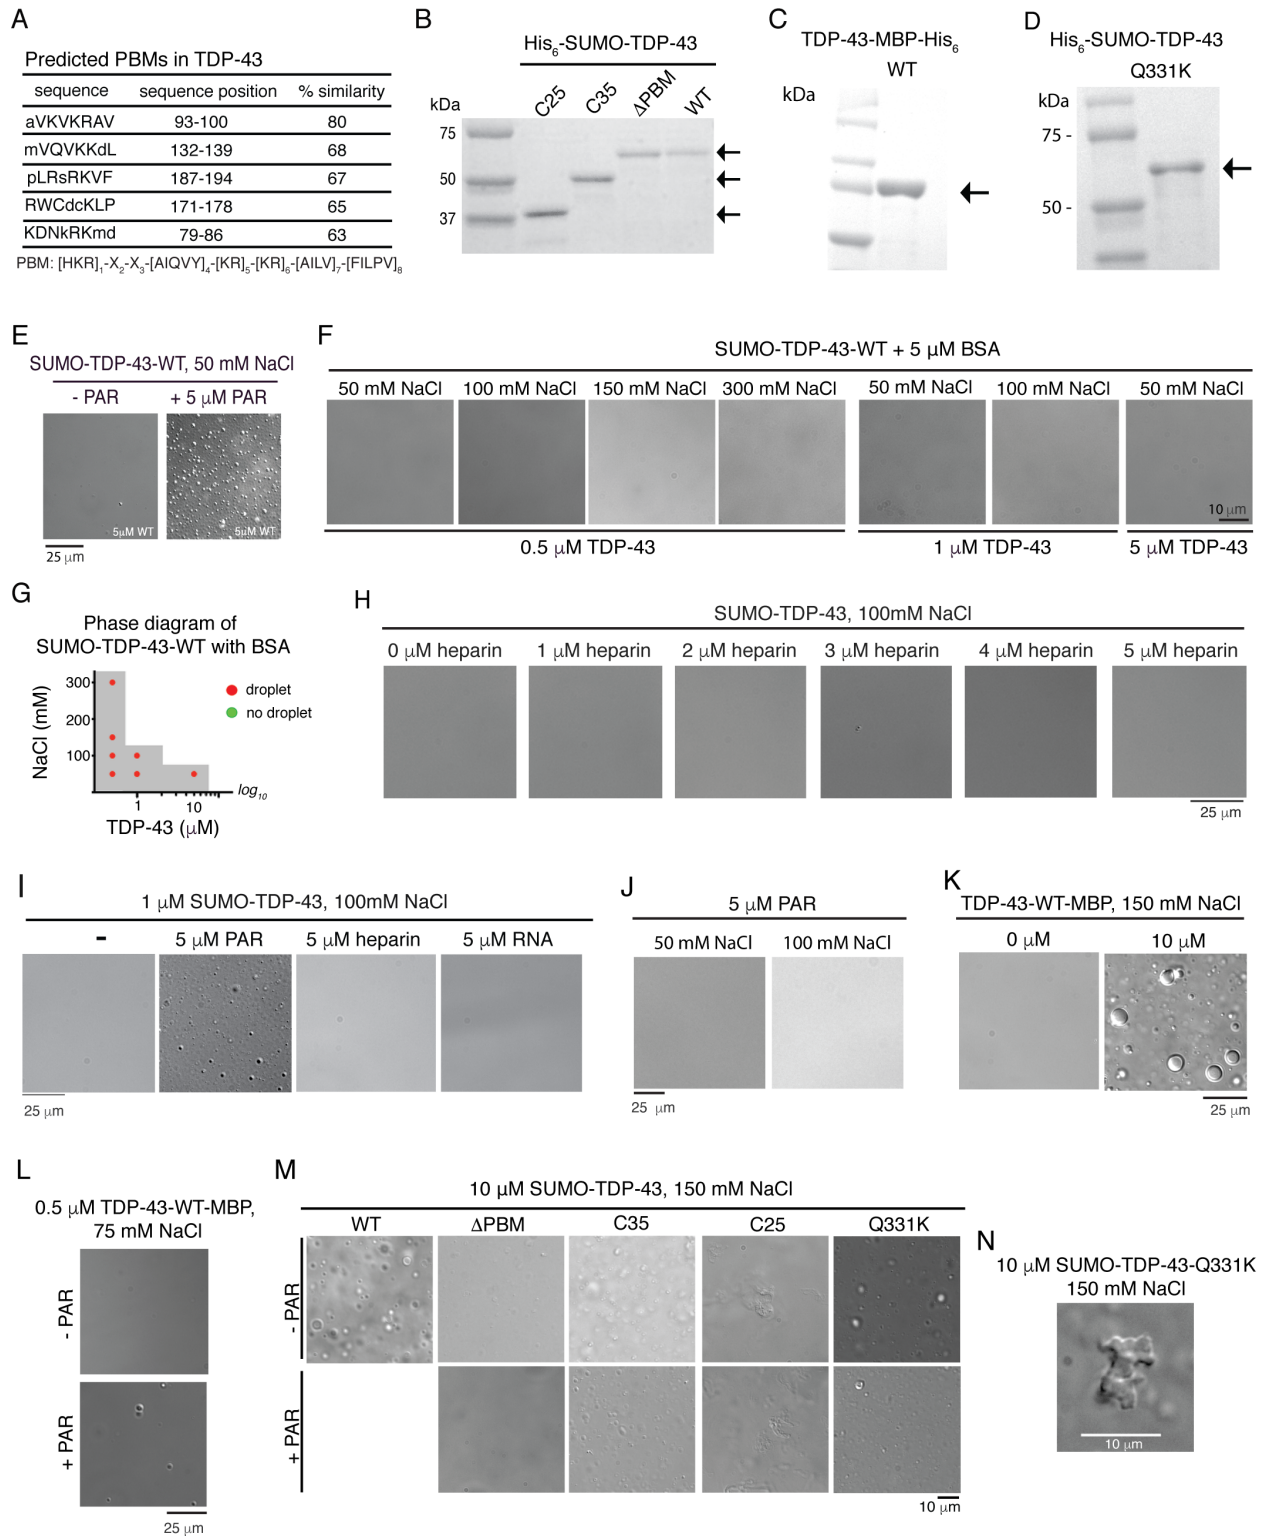 A
Predicted PBMs in TDP-43
sequence sequence position % similarity
aVKVKRAV 93-100 80
mVQVKKdL 132-139 68
pLRsRKVF 187-194 67
RWCdcKLP 171-178 65
KDNkRKmd 79-86 63
PBM: [HKR]1-X2-X3-[AIQVY]4-[KR]5-[KR]6-[AILV]7-[FILPV]8
B
His6-SUMO-TDP-43
kDa C25 C35 ΔPBM WT
75
50
37
C
TDP-43-MBP-His6
WT
kDa
D
His6-SUMO-TDP-43
Q331K
kDa
75 -
50 -
E
SUMO-TDP-43-WT, 50 mM NaCl
- PAR + 5 μM PAR
5μM WT 5μM WT
25 μm
F
SUMO-TDP-43-WT + 5 μM BSA
50 mM NaCl 100 mM NaCl 150 mM NaCl 300 mM NaCl 50 mM NaCl 100 mM NaCl 50 mM NaCl
10 μm
0.5 μM TDP-43 1 μM TDP-43 5 μM TDP-43
G
Phase diagram of
SUMO-TDP-43-WT with BSA
NaCl (mM)
300
200
100
droplet
no droplet
log10
1 10
TDP-43 (μM)
H
SUMO-TDP-43, 100mM NaCl
0 μM heparin 1 μM heparin 2 μM heparin 3 μM heparin 4 μM heparin 5 μM heparin
25 μm
I
1 μM SUMO-TDP-43, 100mM NaCl
- 5 μM PAR 5 μM heparin 5 μM RNA
25 μm
J
5 μM PAR
50 mM NaCl 100 mM NaCl
25 μm
K
TDP-43-WT-MBP, 150 mM NaCl
0 μM 10 μM
25 μm
L
0.5 μM TDP-43-WT-MBP,
75 mM NaCl
- PAR
+ PAR
25 μm
M
10 μM SUMO-TDP-43, 150 mM NaCl
WT ΔPBM C35 C25 Q331K
- PAR
+ PAR
10 μm
N
10 μM SUMO-TDP-43-Q331K
150 mM NaCl
10 μm